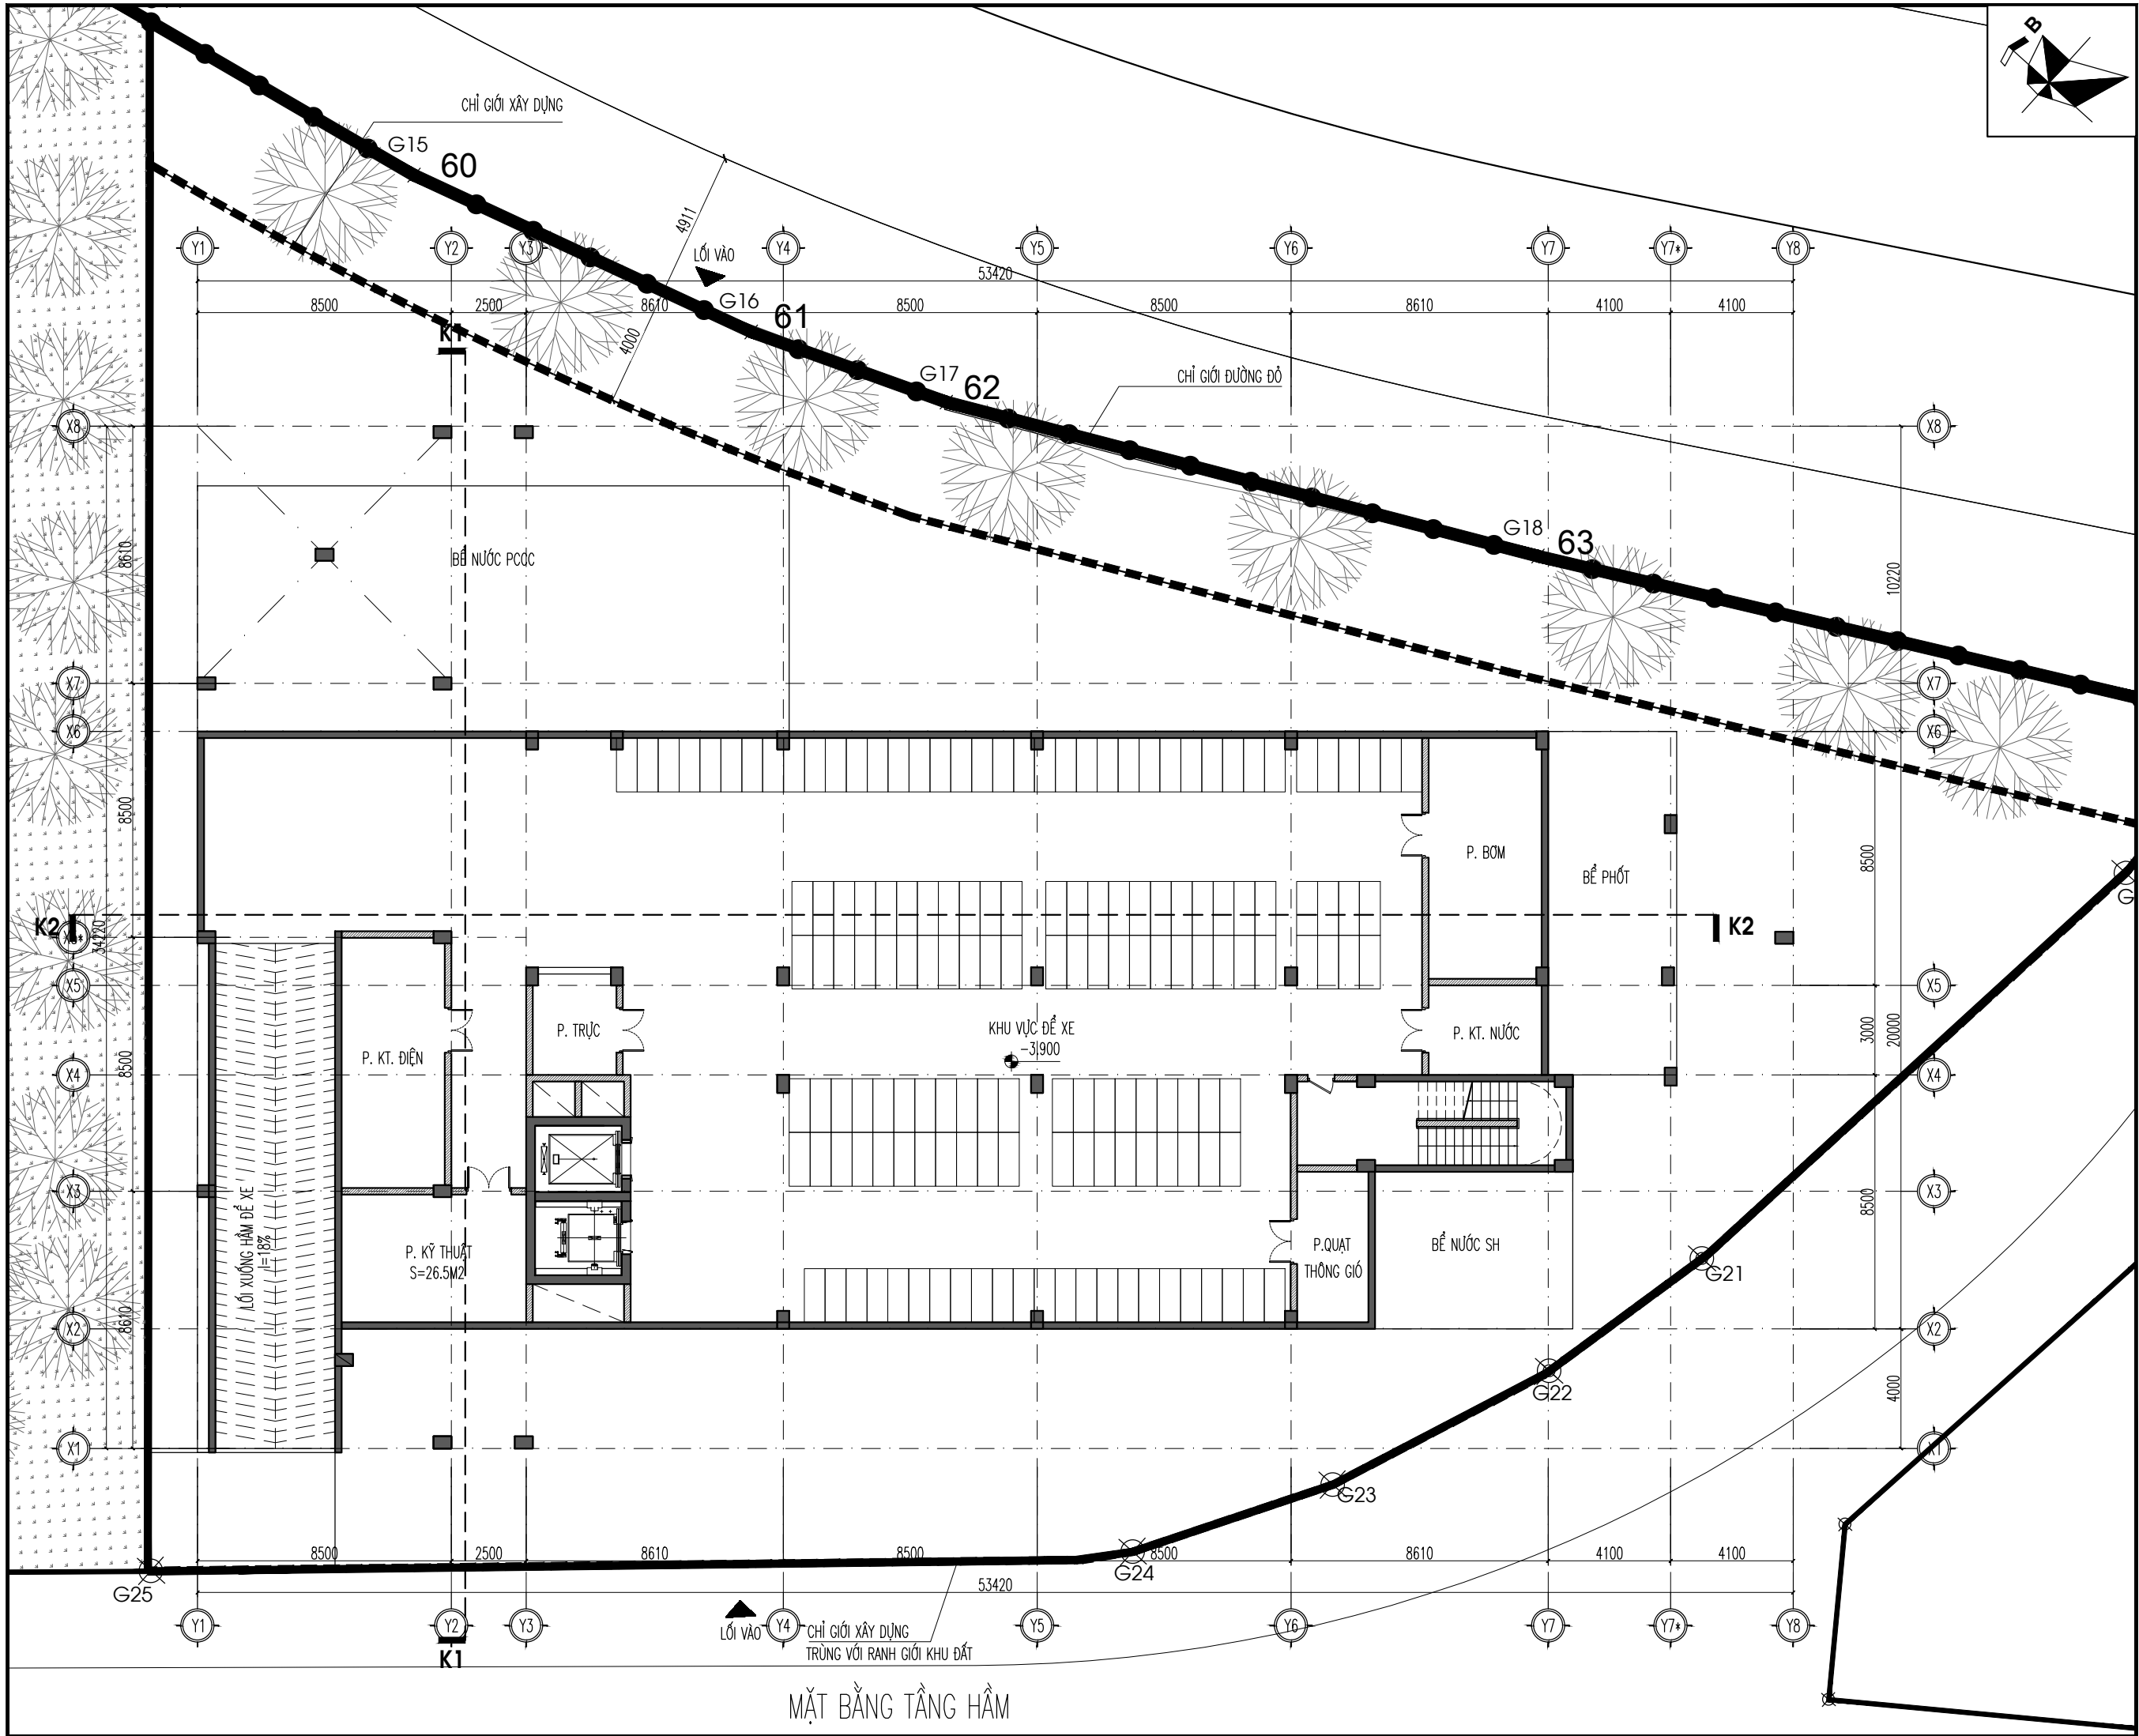 B
CHỈ GIỚI XÂY DỰNG
G15
60
4911
LỐI VÀO
Y1
Y2
Y3
Y4
Y5
Y6
Y7
Y7*
Y8
53420
G16
61
8500
2500
8610
8500
8500
8610
4100
4100
K1
4000
G17
62
CHỈ GIỚI ĐƯỜNG ĐỎ
X8
X8
G18
63
8610
BỂ NƯỚC PCCC
10220
X7
X7
X6
X6
8500
P. BƠM
8500
BỂ PHỐT
G
K2
K2
34220
X5
X5
P. TRỰC
KHU VỰC ĐỂ XE
-3.900
P. KT. NƯỚC
3000
20000
P. KT. ĐIỆN
8500
X4
X4
X3
X3
LỐI XUỐNG HẦM ĐỂ XE
I=18%
8500
P. KỸ THUẬT
S=26.5M2
P.QUẠT
THÔNG GIÓ
BỂ NƯỚC SH
G21
8610
X2
X2
G22
4000
X1
X1
G23
8500
2500
8610
8500
8500
8610
4100
4100
G24
G25
53420
Y1
Y2
Y3
LỐI VÀO
Y4
Y5
Y6
Y7
Y7*
Y8
CHỈ GIỚI XÂY DỰNG
TRÙNG VỚI RANH GIỚI KHU ĐẤT
K1
MẶT BẰNG TẦNG HẦM